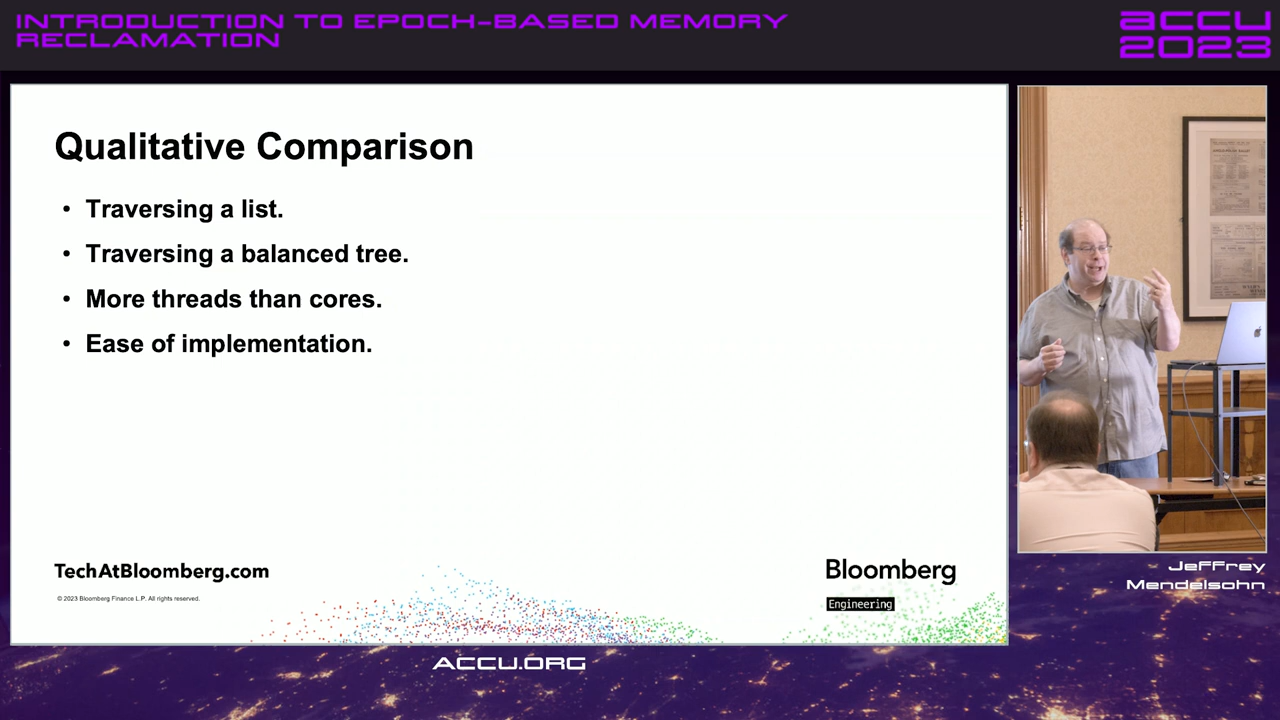 INTRODUCTION TO EPOCH-BASED MEMORY
RECLAMATION
ACCU
2023
Qualitative Comparison
• Traversing a list.
• Traversing a balanced tree.
• More threads than cores.
• Ease of implementation.
TechAtBloomberg.com
© 2023 Bloomberg Finance L.P. All rights reserved.
Bloomberg
Engineering
Jeffrey
Mendelsohn
ACCU.ORG